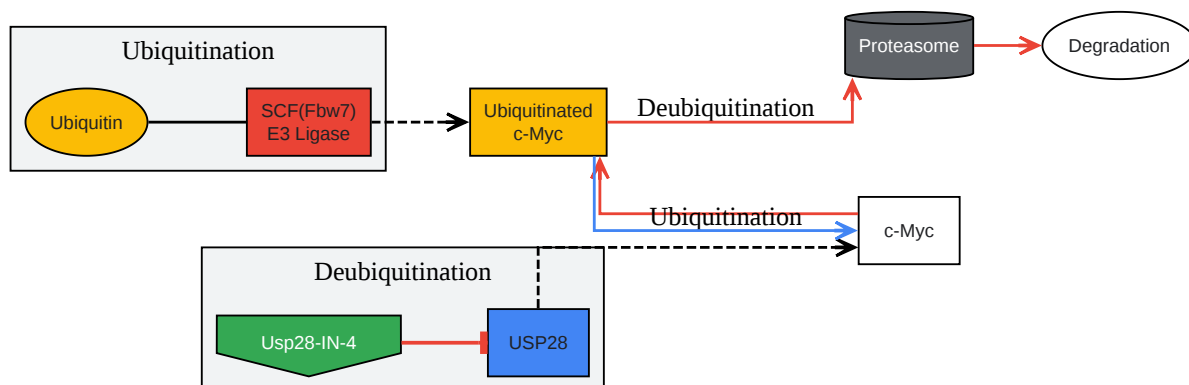 Ubiquitination
Proteasome
Degradation
Ubiquitin
SCF(Fbw7)
E3 Ligase
Ubiquitinated
c-Myc
Deubiquitination
Ubiquitination
c-Myc
Deubiquitination
Usp28-IN-4
USP28